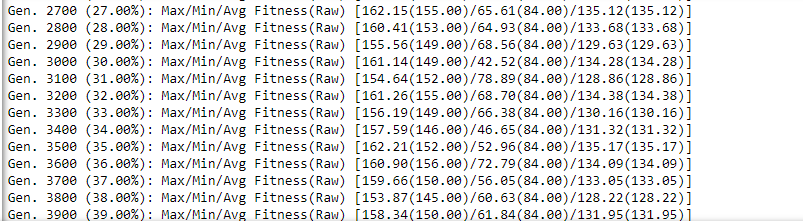 Gen. 2700 (27.00%): Max/Min/Avg Fitness(Raw) [162.15(155.00)/65.61(84.00)/135.12(135.12)]
Gen. 2800 (28.00%): Max/Min/Avg Fitness(Raw) [160.41(153.00)/64.93(84.00)/133.68(133.68)]
Gen. 2900 (29.00%): Max/Min/Avg Fitness(Raw) [155.56(149.00)/68.56(84.00)/129.63(129.63)]
Gen. 3000 (30.00%): Max/Min/Avg Fitness(Raw) [161.14(149.00)/42.52(84.00)/134.28(134.28)]
Gen. 3100 (31.00%): Max/Min/Avg Fitness(Raw) [154.64(152.00)/78.89(84.00)/128.86(128.86)]
Gen. 3200 (32.00%): Max/Min/Avg Fitness(Raw) [161.26(155.00)/68.70(84.00)/134.38(134.38)]
Gen. 3300 (33.00%): Max/Min/Avg Fitness(Raw) [156.19(149.00)/66.38(84.00)/130.16(130.16)]
Gen. 3400 (34.00%): Max/Min/Avg Fitness(Raw) [157.59(146.00)/46.65(84.00)/131.32(131.32)]
Gen. 3500 (35.00%): Max/Min/Avg Fitness(Raw) [162.21(152.00)/52.96(84.00)/135.17(135.17)]
Gen. 3600 (36.00%): Max/Min/Avg Fitness(Raw) [160.90(156.00)/72.79(84.00)/134.09(134.09)]
Gen. 3700 (37.00%): Max/Min/Avg Fitness(Raw) [159.66(150.00)/56.05(84.00)/133.05(133.05)]
Gen. 3800 (38.00%): Max/Min/Avg Fitness(Raw) [153.87(145.00)/60.63(84.00)/128.22(128.22)]
Gen. 3900 (39.00%): Max/Min/Avg Fitness(Raw) [158.34(150.00)/61.84(84.00)/131.95(131.95)]